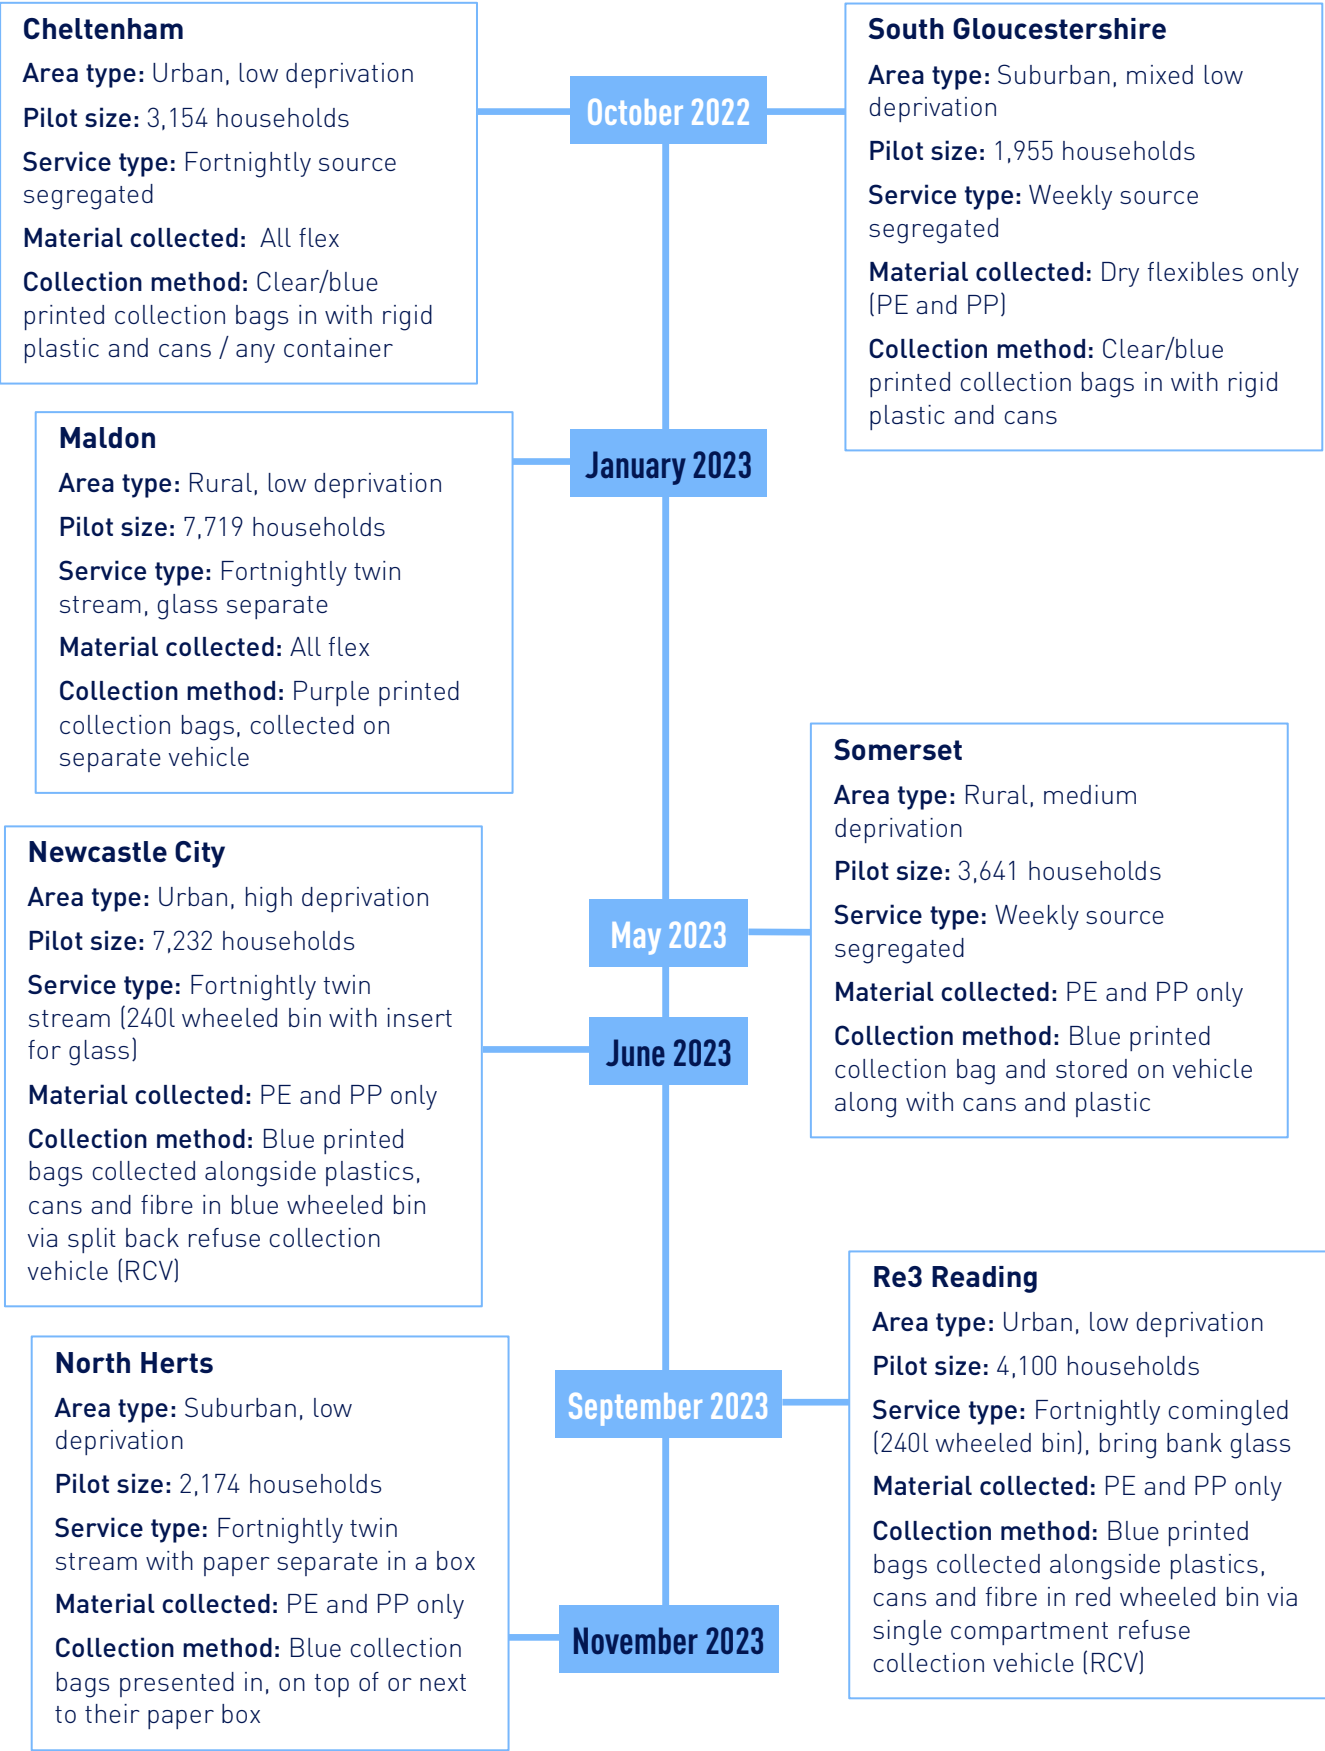 Cheltenham
Area type: Urban, low deprivation
Pilot size: 3,154 households
Service type: Fortnightly source
segregated
Material collected: All flex
Collection method: Clear/blue
printed collection bags in with rigid
plastic and cans / any container
October 2022
South Gloucestershire
Area type: Suburban, mixed low
deprivation
Pilot size: 1,955 households
Service type: Weekly source
segregated
Material collected: Dry flexibles only
(PE and PP)
Collection method: Clear/blue
printed collection bags in with rigid
plastic and cans
Maldon
Area type: Rural, low deprivation
Pilot size: 7,719 households
Service type: Fortnightly twin
stream, glass separate
Material collected: All flex
Collection method: Purple printed
collection bags, collected on
separate vehicle
January 2023
Somerset
Area type: Rural, medium
deprivation
Pilot size: 3,641 households
Service type: Weekly source
segregated
Material collected: PE and PP only
Collection method: Blue printed
collection bag and stored on vehicle
along with cans and plastic
May 2023
Newcastle City
Area type: Urban, high deprivation
Pilot size: 7,232 households
Service type: Fortnightly twin
stream (240l wheeled bin with insert
for glass)
Material collected: PE and PP only
Collection method: Blue printed
bags collected alongside plastics,
cans and fibre in blue wheeled bin
via split back refuse collection
vehicle (RCV)
June 2023
Re3 Reading
Area type: Urban, low deprivation
Pilot size: 4,100 households
Service type: Fortnightly comingled
(240l wheeled bin), bring bank glass
Material collected: PE and PP only
Collection method: Blue printed
bags collected alongside plastics,
cans and fibre in red wheeled bin via
single compartment refuse
collection vehicle (RCV)
September 2023
North Herts
Area type: Suburban, low
deprivation
Pilot size: 2,174 households
Service type: Fortnightly twin
stream with paper separate in a box
Material collected: PE and PP only
Collection method: Blue collection
bags presented in, on top of or next
to their paper box
November 2023